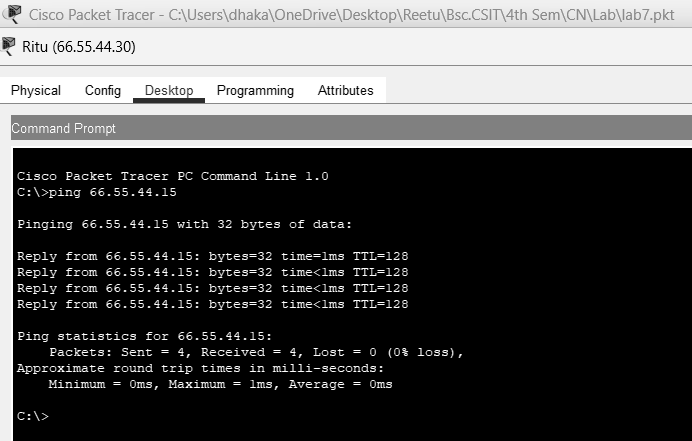 Cisco Packet Tracer - C:\Users\dhaka\OneDrive\Desktop\Reetu\Bsc.CSIT\4th Sem\CN\Lab\lab7.pkt
Ritu (66.55.44.30)
Physical Config Desktop Programming Attributes
Command Prompt
Cisco Packet Tracer PC Command Line 1.0
C:\>ping 66.55.44.15
Pinging 66.55.44.15 with 32 bytes of data:
Reply from 66.55.44.15: bytes=32 time=1ms TTL=128
Reply from 66.55.44.15: bytes=32 time<1ms TTL=128
Reply from 66.55.44.15: bytes=32 time<1ms TTL=128
Reply from 66.55.44.15: bytes=32 time<1ms TTL=128
Ping statistics for 66.55.44.15:
Packets: Sent = 4, Received = 4, Lost = 0 (0% loss),
Approximate round trip times in milli-seconds:
Minimum = 0ms, Maximum = 1ms, Average = 0ms
C:\>